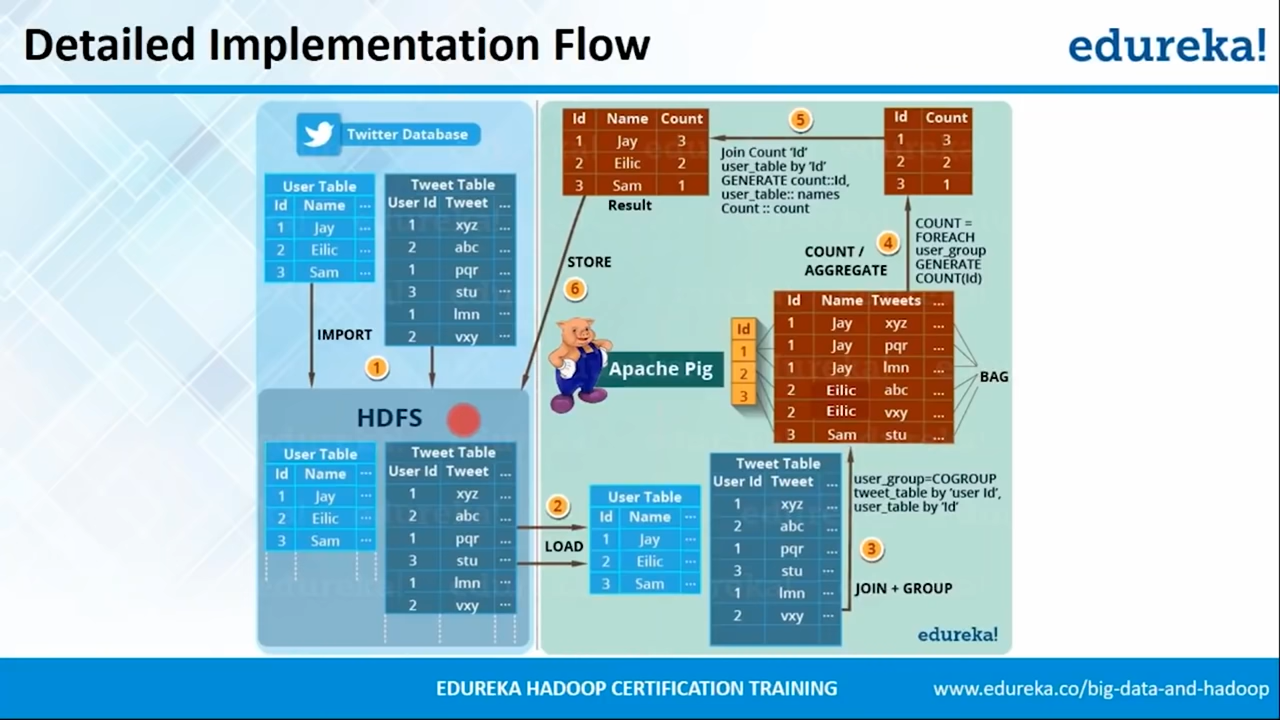 Detailed Implementation Flow
edureka!
Twitter Database
User Table
Id Name ...
1 Jay ...
2 Eilic ...
3 Sam ...
Tweet Table
User Id Tweet ...
1 xyz ...
2 abc ...
1 pqr ...
3 stu ...
1 lmn ...
2 vxy ...
IMPORT
1
HDFS
User Table
Id Name ...
1 Jay ...
2 Eilic ...
3 Sam ...
Tweet Table
User Id Tweet ...
1 xyz ...
2 abc ...
1 pqr ...
3 stu ...
1 lmn ...
2 vxy ...
2
LOAD
User Table
Id Name ...
1 Jay ...
2 Eilic ...
3 Sam ...
Tweet Table
User Id Tweet ...
1 xyz ...
2 abc ...
1 pqr ...
3 stu ...
1 lmn ...
2 vxy ...
user_group=COGROUP
tweet_table by 'user Id',
user_table by 'Id'
3
JOIN + GROUP
Id
1
2
3
Id Name Tweets ...
1 Jay xyz ...
1 Jay pqr ...
1 Jay lmn ...
2 Eilic abc ...
2 Eilic vxy ...
3 Sam stu ...
BAG
Apache Pig
4
COUNT /
AGGREGATE
COUNT =
FOREACH
user_group
GENERATE
COUNT(Id)
Id Count
1 3
2 2
3 1
5
Join Count 'Id'
user_table by 'Id'
GENERATE count::Id,
user_table:: names
Count :: count
Id Name Count
1 Jay 3
2 Eilic 2
3 Sam 1
Result
STORE
6
edureka!
EDUREKA HADOOP CERTIFICATION TRAINING
www.edureka.co/big-data-and-hadoop